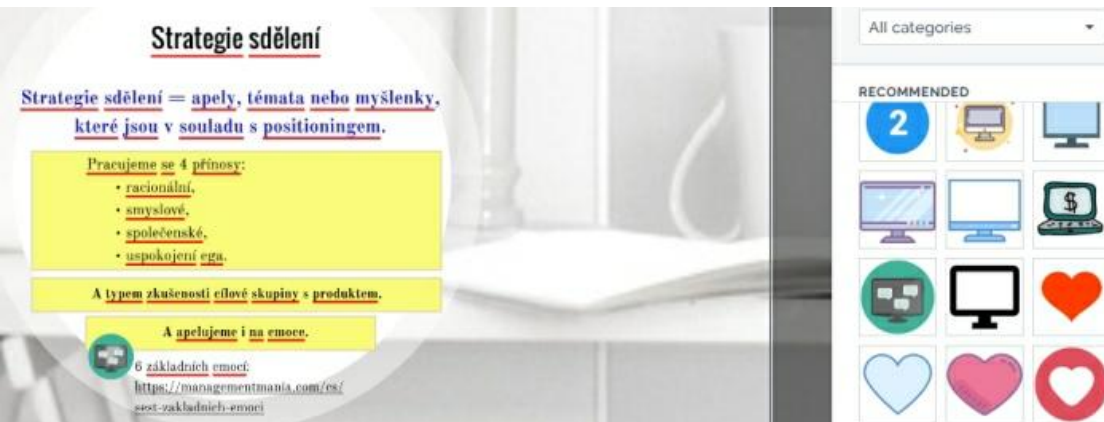 Strategie sdělení
Strategie sdělení = apely, témata nebo myšlenky,
které jsou v souladu s positioningem.
Pracujeme se 4 přínosy:
• racionální,
• smyslové,
• společenské,
• uspokojení ega.
A typem zkušenosti cílové skupiny s produktem.
A apelujeme i na emoce.
6 základních emocí:
https://managementmania.com/cs/
sest-zakladnich-emoci
All categories
RECOMMENDED
2
$